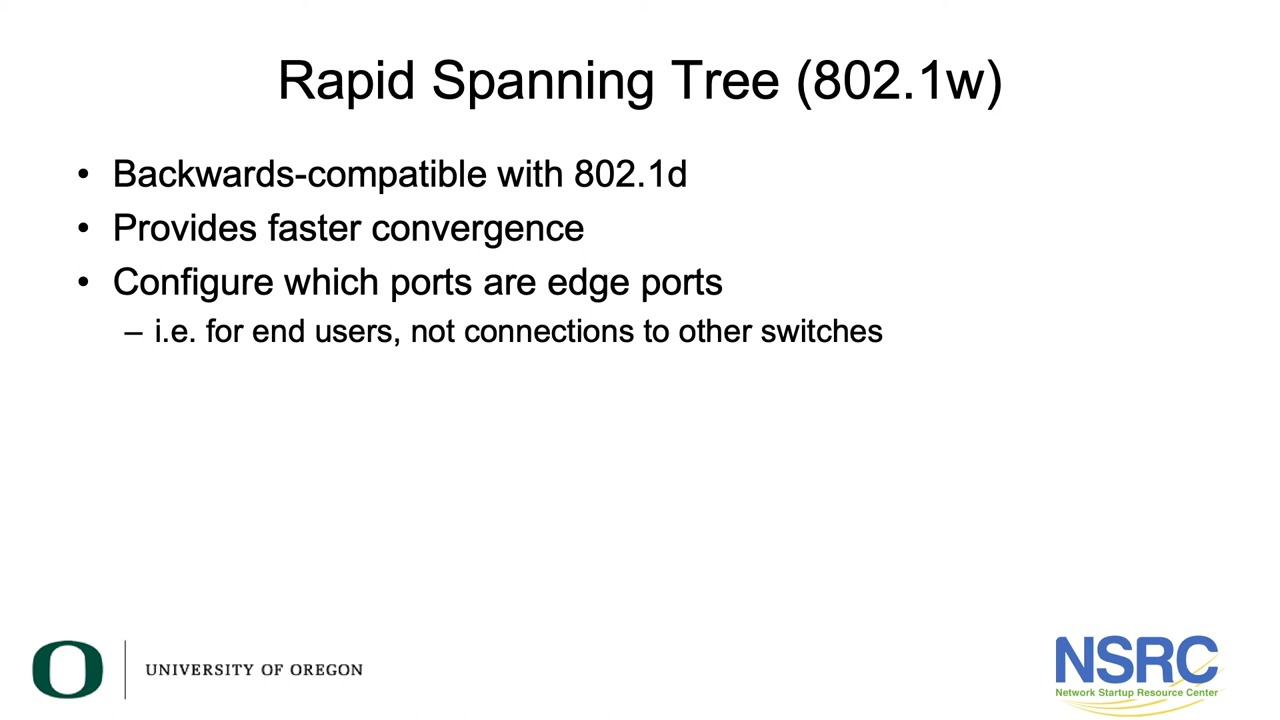 Rapid Spanning Tree (802.1w)
• Backwards-compatible with 802.1d
• Provides faster convergence
• Configure which ports are edge ports
– i.e. for end users, not connections to other switches
O
UNIVERSITY OF OREGON
NSRC
Network Startup Resource Center